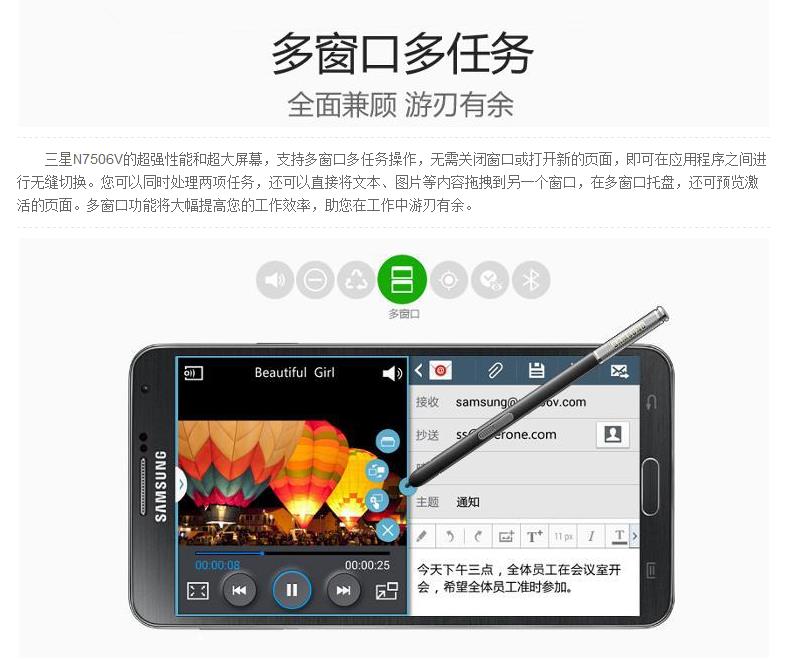 多窗口多任务
全面兼顾 游刃有余
三星N7506V的超强性能和超大屏幕，支持多窗口多任务操作，无需关闭窗口或打开新的页面，即可在应用程序之间进
行无缝切换。您可以同时处理两项任务，还可以直接将文本、图片等内容拖拽到另一个窗口，在多窗口托盘，还可预览激
活的页面。多窗口功能将大幅提高您的工作效率，助您在工作中游刃有余。
多窗口
SAMSUNG
SAMSUNG
Beautiful Girl
00:00:08
00:00:25
接收 samsung@
抄送
主题 通知
T+ 11px I T
今天下午三点，全体员工在会议室开
会，希望全体员工准时参加。